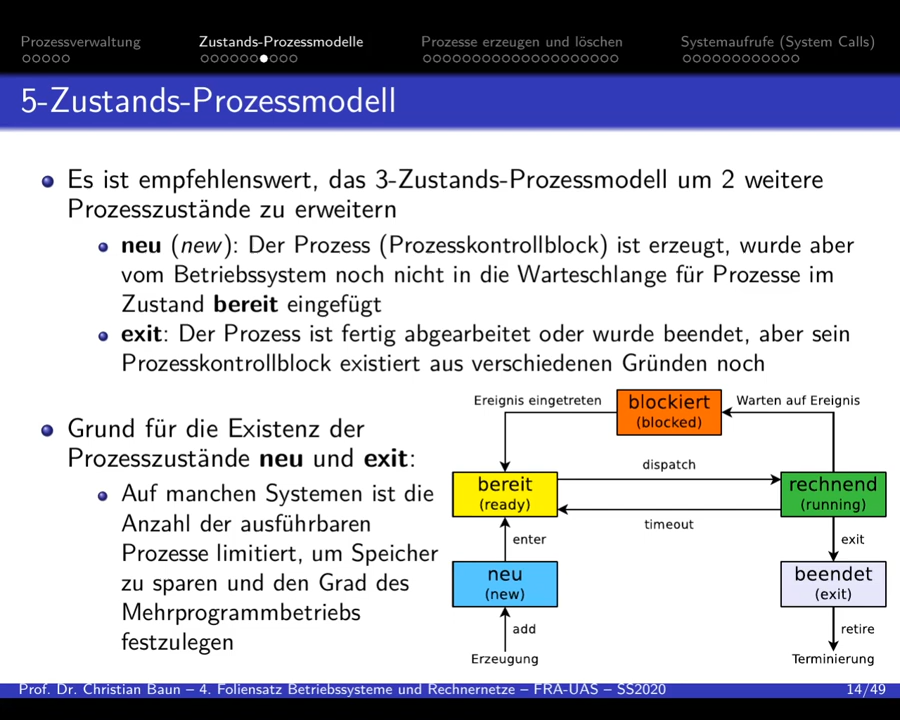 Prozessverwaltung Zustands-Prozessmodelle Prozesse erzeugen und löschen Systemaufrufe (System Calls)
5-Zustands-Prozessmodell
Es ist empfehlenswert, das 3-Zustands-Prozessmodell um 2 weitere
Prozesszustände zu erweitern
neu (new): Der Prozess (Prozesskontrollblock) ist erzeugt, wurde aber
vom Betriebssystem noch nicht in die Warteschlange für Prozesse im
Zustand bereit eingefügt
exit: Der Prozess ist fertig abgearbeitet oder wurde beendet, aber sein
Prozesskontrollblock existiert aus verschiedenen Gründen noch
Grund für die Existenz der
Prozesszustände neu und exit:
Auf manchen Systemen ist die
Anzahl der ausführbaren
Prozesse limitiert, um Speicher
zu sparen und den Grad des
Mehrprogrammbetriebs
festzulegen
Ereignis eingetreten
blockiert
(blocked)
Warten auf Ereignis
bereit
(ready)
dispatch
timeout
rechnend
(running)
enter
exit
neu
(new)
beendet
(exit)
add
retire
Erzeugung
Terminierung
Prof. Dr. Christian Baun – 4. Foliensatz Betriebssysteme und Rechnernetze – FRA-UAS – SS2020 14/49